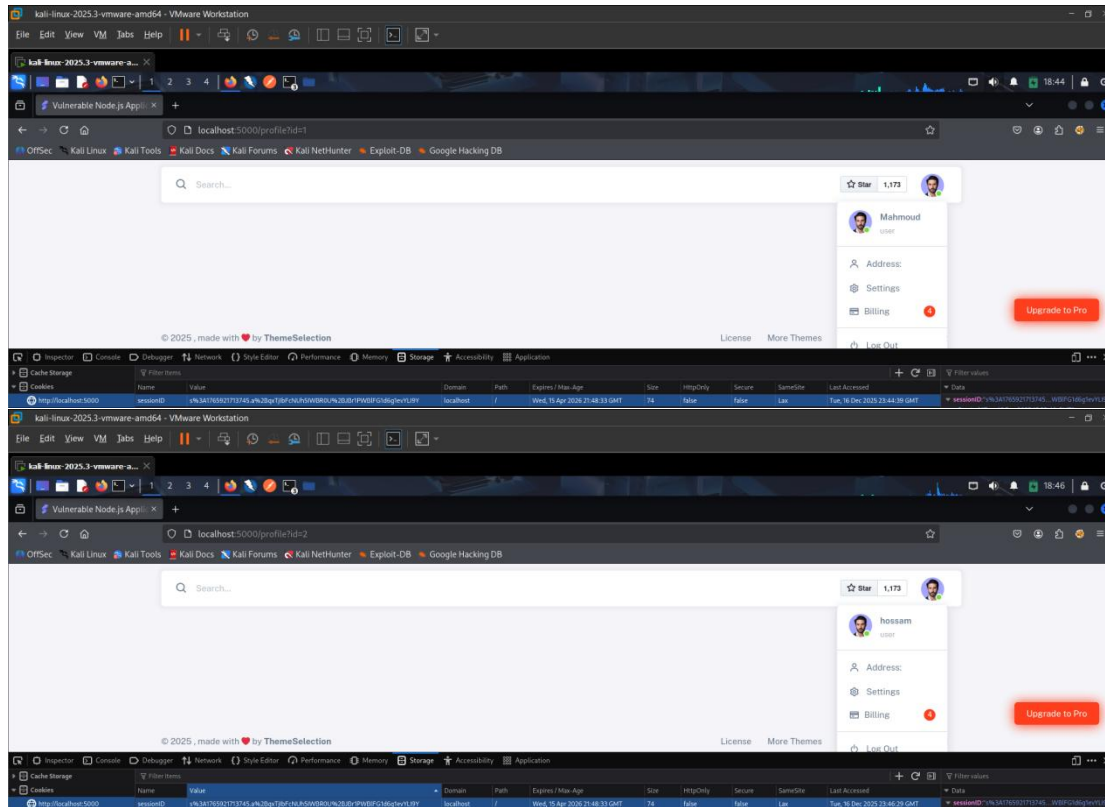 kali-linux-2025.3-vmware-amd64 - VMware Workstation
File Edit View VM Tabs Help
kali-linux-2025.3-vmware-a...
1 2 3 4 18:44
Vulnerable Node.js Applic
localhost:5000/profile?id=1
OffSec Kali Linux Kali Tools Kali Docs Kali Forums Kali NetHunter Exploit-DB Google Hacking DB
Search... Star 1,173
Mahmoud
user
Address:
Settings
Billing 4
Upgrade to Pro
© 2025 , made with ❤ by ThemeSelection License More Themes
Log Out
Inspector Console Debugger Network Style Editor Performance Memory Storage Accessibility Application
Cache Storage Filter Items Filter values
Cookies Name Value Domain Path Expires / Max-Age Size HttpOnly Secure SameSite Last Accessed Data
http://localhost:5000 sessionID localhost / Wed, 15 Apr 2026 21:48:33 GMT 74 false false Lax Tue, 16 Dec 2025 23:44:39 GMT
kali-linux-2025.3-vmware-amd64 - VMware Workstation
File Edit View VM Tabs Help
kali-linux-2025.3-vmware-a...
1 2 3 4 18:46
Vulnerable Node.js Applic
localhost:5000/profile?id=2
OffSec Kali Linux Kali Tools Kali Docs Kali Forums Kali NetHunter Exploit-DB Google Hacking DB
Search... Star 1,173
hossam
user
Address:
Settings
Billing 4
Upgrade to Pro
© 2025 , made with ❤ by ThemeSelection License More Themes
Log Out
Inspector Console Debugger Network Style Editor Performance Memory Storage Accessibility Application
Cache Storage Filter Items Filter values
Cookies Name Value Domain Path Expires / Max-Age Size HttpOnly Secure SameSite Last Accessed Data
http://localhost:5000 sessionID localhost / Wed, 15 Apr 2026 21:48:33 GMT 74 false false Lax Tue, 16 Dec 2025 23:46:29 GMT